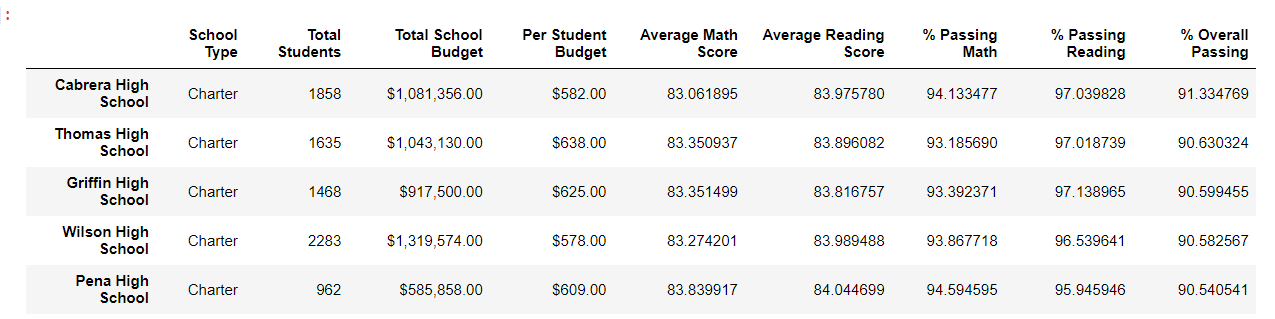 :
School Type Total Students Total School Budget Per Student Budget Average Math Score Average Reading Score % Passing Math % Passing Reading % Overall Passing
Cabrera High School Charter 1858 $1,081,356.00 $582.00 83.061895 83.975780 94.133477 97.039828 91.334769
Thomas High School Charter 1635 $1,043,130.00 $638.00 83.350937 83.896082 93.185690 97.018739 90.630324
Griffin High School Charter 1468 $917,500.00 $625.00 83.351499 83.816757 93.392371 97.138965 90.599455
Wilson High School Charter 2283 $1,319,574.00 $578.00 83.274201 83.989488 93.867718 96.539641 90.582567
Pena High School Charter 962 $585,858.00 $609.00 83.839917 84.044699 94.594595 95.945946 90.540541